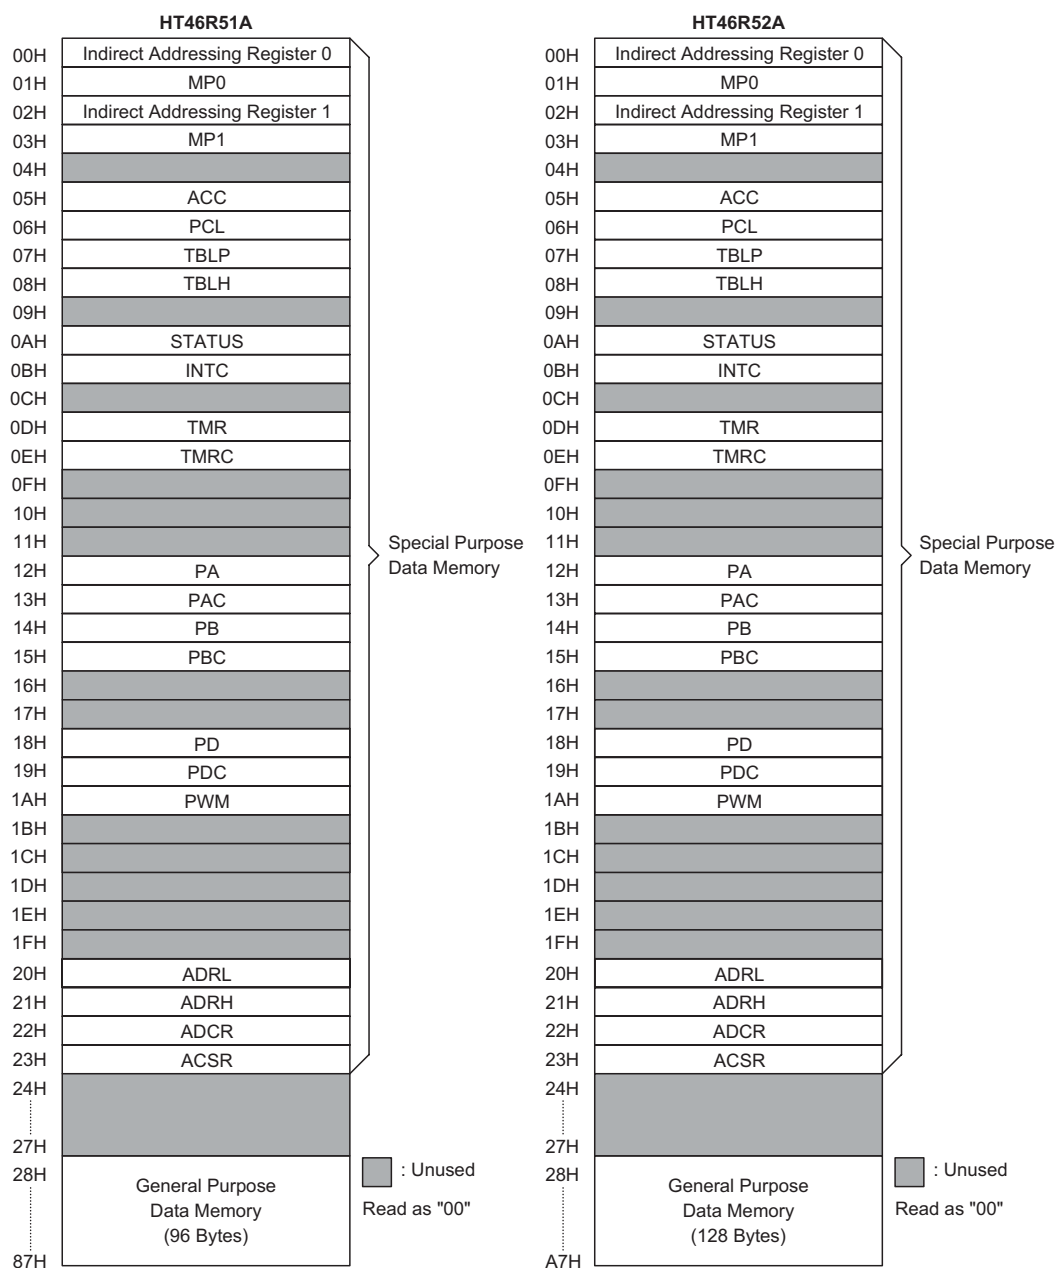 HT46R51A
00H Indirect Addressing Register 0
01H MP0
02H Indirect Addressing Register 1
03H MP1
04H
05H ACC
06H PCL
07H TBLP
08H TBLH
09H
0AH STATUS
0BH INTC
0CH
0DH TMR
0EH TMRC
0FH
10H
11H
12H PA
13H PAC
14H PB
15H PBC
16H
17H
18H PD
19H PDC
1AH PWM
1BH
1CH
1DH
1EH
1FH
20H ADRL
21H ADRH
22H ADCR
23H ACSR
24H
27H
28H
General Purpose
Data Memory
(96 Bytes)
87H
Special Purpose
Data Memory
: Unused
Read as "00"
HT46R52A
00H Indirect Addressing Register 0
01H MP0
02H Indirect Addressing Register 1
03H MP1
04H
05H ACC
06H PCL
07H TBLP
08H TBLH
09H
0AH STATUS
0BH INTC
0CH
0DH TMR
0EH TMRC
0FH
10H
11H
12H PA
13H PAC
14H PB
15H PBC
16H
17H
18H PD
19H PDC
1AH PWM
1BH
1CH
1DH
1EH
1FH
20H ADRL
21H ADRH
22H ADCR
23H ACSR
24H
27H
28H
General Purpose
Data Memory
(128 Bytes)
A7H
Special Purpose
Data Memory
: Unused
Read as "00"